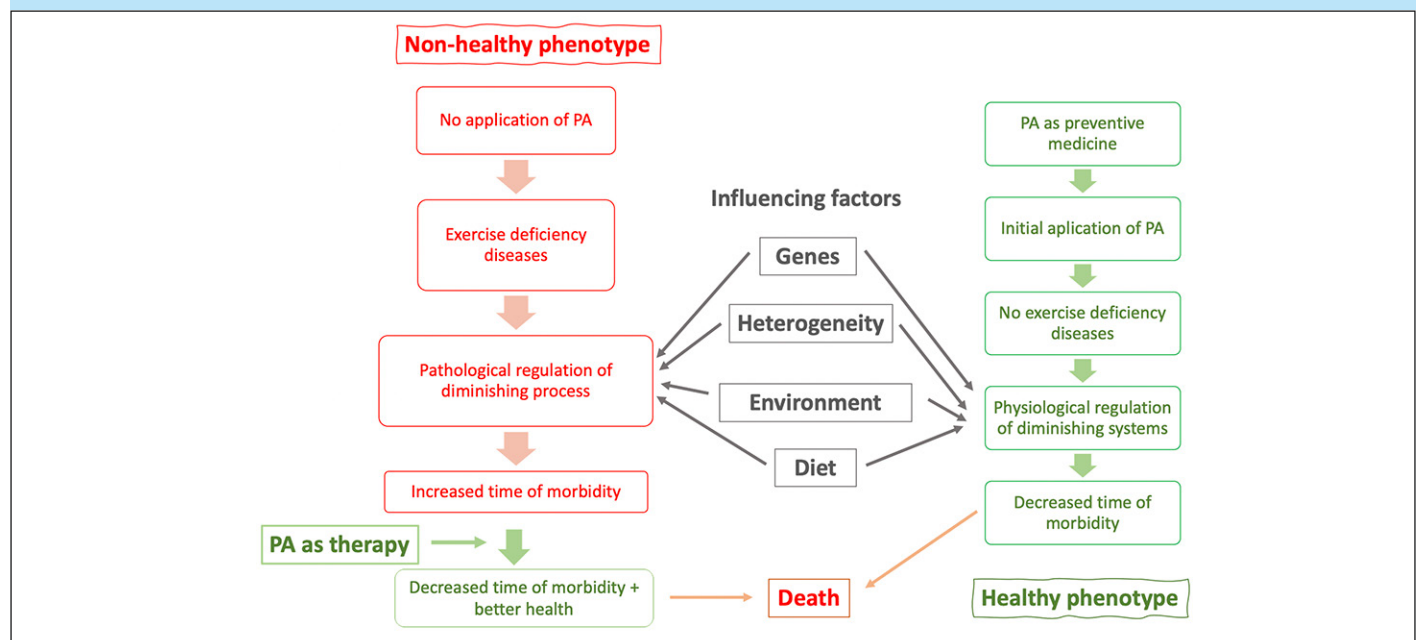 Non-healthy phenotype
No application of PA
Exercise deficiency
diseases
Pathological regulation of
diminishing process
Increased time of morbidity
PA as therapy
Decreased time of morbidity +
better health
Influencing factors
Genes
Heterogeneity
Environment
Diet
Death
PA as preventive
medicine
Initial aplication of PA
No exercise deficiency
diseases
Physiological regulation
of diminishing systems
Decreased time of
morbidity
Healthy phenotype